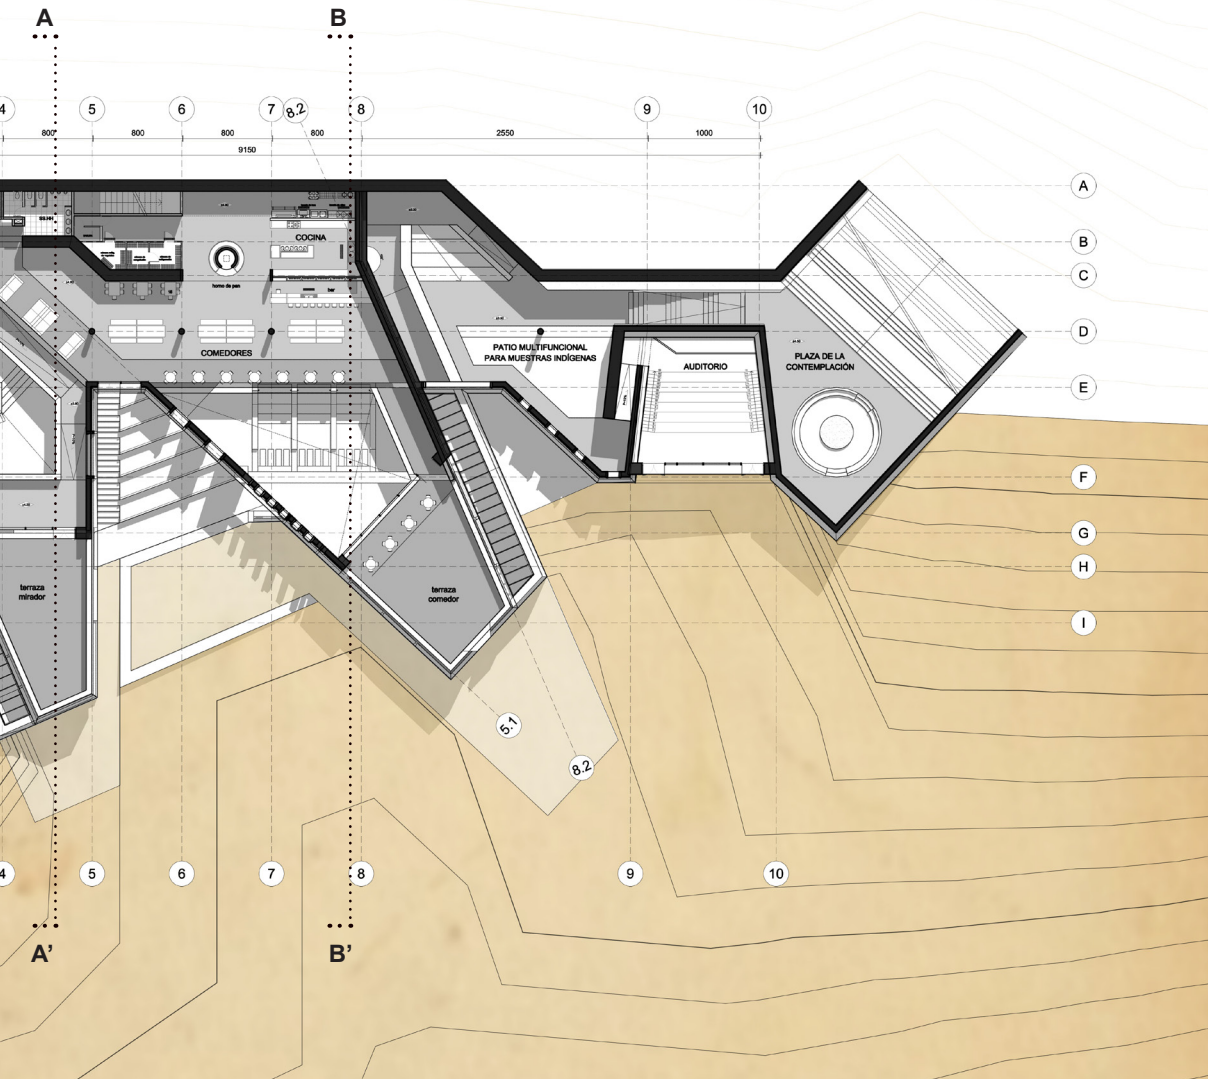 A
B
4
5
6
7
8.2
8
9
10
800
800
800
800
2550
1000
9150
A
B
C
D
E
F
G
H
I
SS.HH
COCINA
horno de pan
bar
COMEDORES
PATIO MULTIFUNCIONAL
PARA MUESTRAS INDÍGENAS
AUDITORIO
PLAZA DE LA
CONTEMPLACIÓN
terraza
mirador
terraza
comedor
5.1
8.2
4
5
6
7
8
9
10
A’
B’